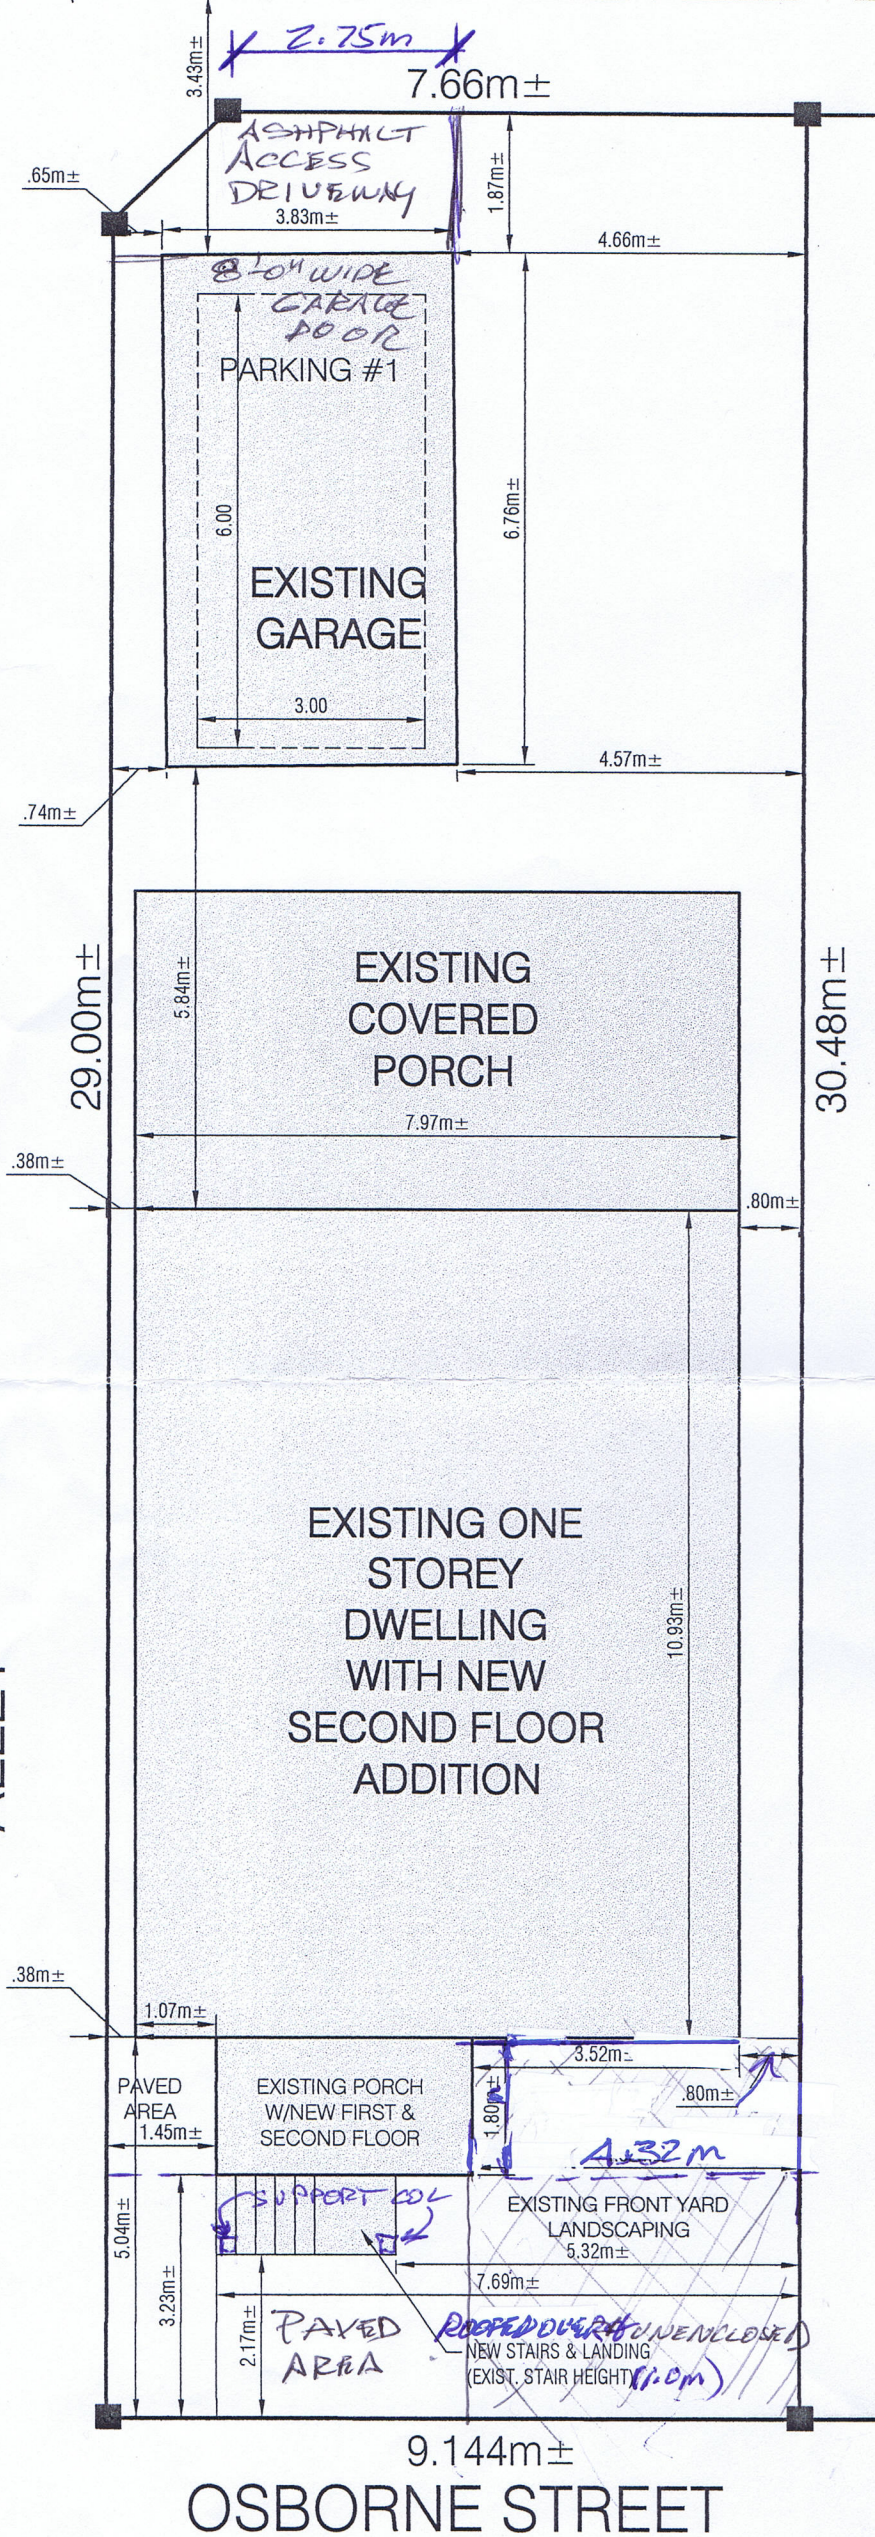 2.75m
3.43m±
7.66m±
ASHPHALT
ACCESS
DRIVEWAY
.65m±
1.87m±
3.83m±
4.66m±
8'-0" WIDE
GARAGE
DOOR
PARKING #1
6.00
6.76m±
EXISTING
GARAGE
3.00
4.57m±
.74m±
29.00m±
5.84m±
EXISTING
COVERED
PORCH
30.48m±
7.97m±
.38m±
.80m±
EXISTING ONE
STOREY
DWELLING
WITH NEW
SECOND FLOOR
ADDITION
10.93m±
.38m±
1.07m±
3.52m±
PAVED
AREA
1.45m±
EXISTING PORCH
W/NEW FIRST &
SECOND FLOOR
1.80m±
.80m±
4.32m
SUPPORT COL
EXISTING FRONT YARD
LANDSCAPING
5.32m±
5.04m±
3.23m±
7.69m±
2.17m±
PAVED
AREA
ROOFED OVER UNENCLOSED
NEW STAIRS & LANDING
(EXIST. STAIR HEIGHT) (1.0m)
9.144m±
OSBORNE STREET